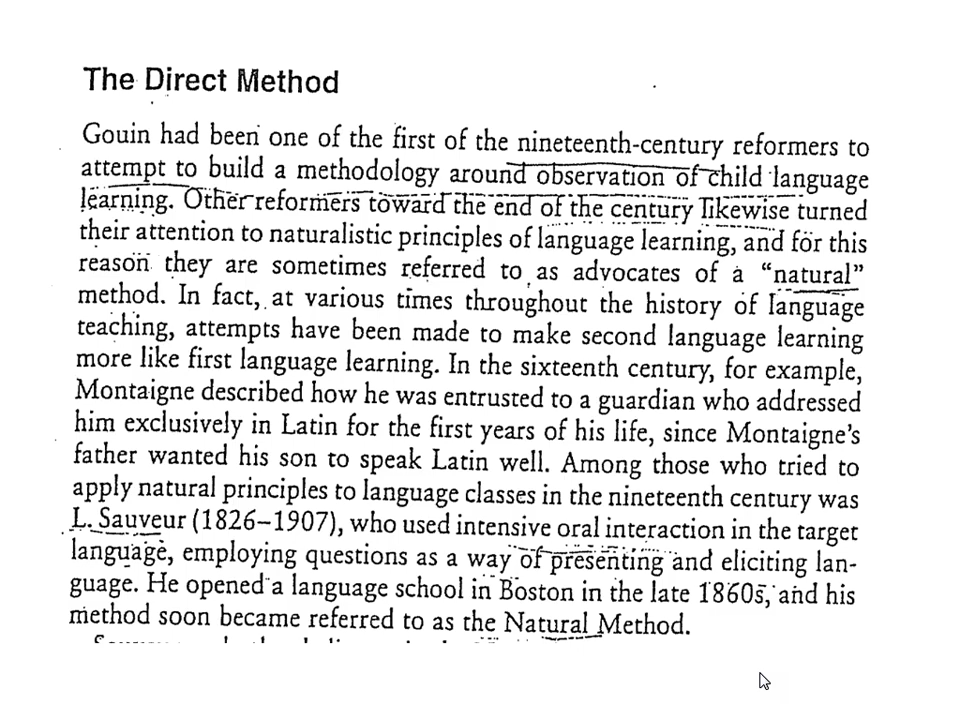 The Direct Method
Gouin had been one of the first of the nineteenth-century reformers to
attempt to build a methodology around observation of child language
learning. Other reformers toward the end of the century likewise turned
their attention to naturalistic principles of language learning, and for this
reason they are sometimes referred to as advocates of a “natural”
method. In fact, at various times throughout the history of language
teaching, attempts have been made to make second language learning
more like first language learning. In the sixteenth century, for example,
Montaigne described how he was entrusted to a guardian who addressed
him exclusively in Latin for the first years of his life, since Montaigne’s
father wanted his son to speak Latin well. Among those who tried to
apply natural principles to language classes in the nineteenth century was
L. Sauveur (1826–1907), who used intensive oral interaction in the target
language, employing questions as a way of presenting and eliciting lan-
guage. He opened a language school in Boston in the late 1860s, and his
method soon became referred to as the Natural Method.